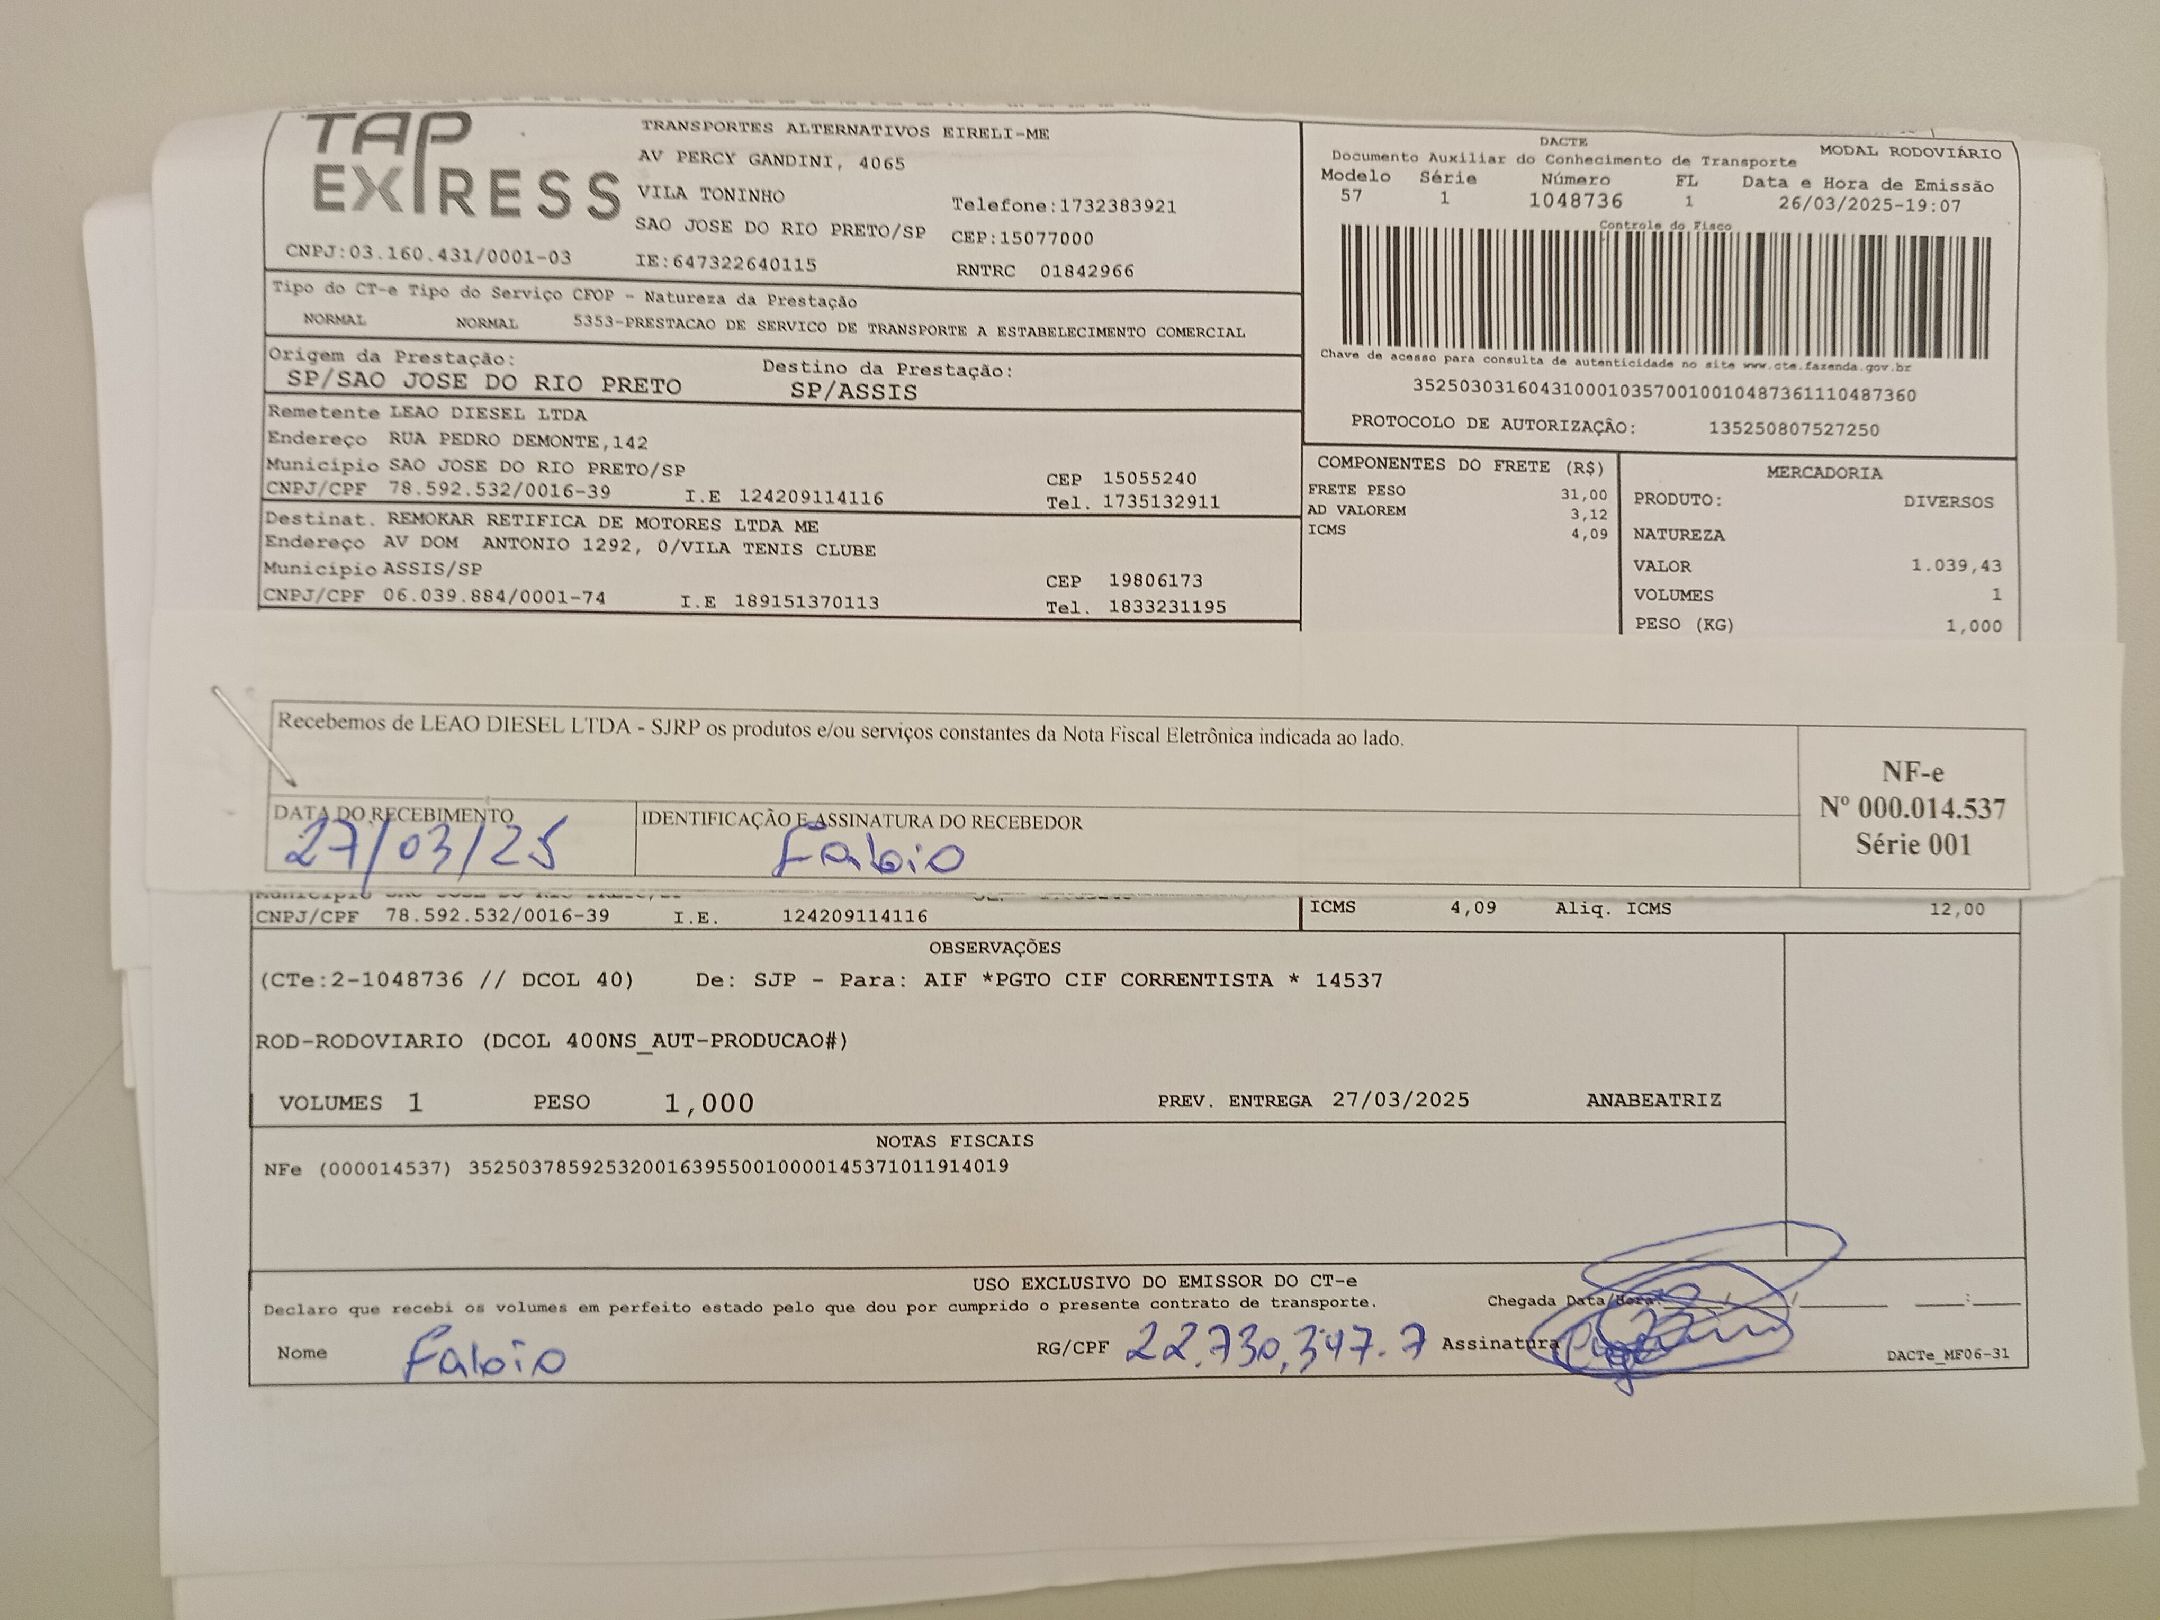 TAP EXPRESS
TRANSPORTES ALTERNATIVOS EIRELI-ME
AV PERCY GANDINI, 4065
VILA TONINHO
Telefone:1732383921
SAO JOSE DO RIO PRETO/SP CEP:15077000
CNPJ:03.160.431/0001-03 IE:647322640115 RNTRC 01842966
DACTE MODAL RODOVIÁRIO
Documento Auxiliar do Conhecimento de Transporte
Modelo Série Número FL Data e Hora de Emissão
57 1 1048736 1 26/03/2025-19:07
Controle do Fisco
Chave de acesso para consulta de autenticidade no site www.cte.fazenda.gov.br
35250303160431000103570010010487361110487360
PROTOCOLO DE AUTORIZAÇÃO: 135250807527250
Tipo do CT-e Tipo do Serviço CFOP - Natureza da Prestação
NORMAL NORMAL 5353-PRESTACAO DE SERVICO DE TRANSPORTE A ESTABELECIMENTO COMERCIAL
Origem da Prestação: Destino da Prestação:
SP/SAO JOSE DO RIO PRETO SP/ASSIS
Remetente LEAO DIESEL LTDA
Endereço RUA PEDRO DEMONTE,142
Município SAO JOSE DO RIO PRETO/SP CEP 15055240
CNPJ/CPF 78.592.532/0016-39 I.E 124209114116 Tel. 1735132911
Destinat. REMOKAR RETIFICA DE MOTORES LTDA ME
Endereço AV DOM ANTONIO 1292, 0/VILA TENIS CLUBE
Município ASSIS/SP CEP 19806173
CNPJ/CPF 06.039.884/0001-74 I.E 189151370113 Tel. 1833231195
COMPONENTES DO FRETE (R$)
FRETE PESO 31,00
AD VALOREM 3,12
ICMS 4,09
MERCADORIA
PRODUTO: DIVERSOS
NATUREZA
VALOR 1.039,43
VOLUMES 1
PESO (KG) 1,000
Recebemos de LEAO DIESEL LTDA - SJRP os produtos e/ou serviços constantes da Nota Fiscal Eletrônica indicada ao lado.
DATA DO RECEBIMENTO IDENTIFICAÇÃO E ASSINATURA DO RECEBEDOR
27/03/25 Fabio
NF-e
Nº 000.014.537
Série 001
CNPJ/CPF 78.592.532/0016-39 I.E. 124209114116
ICMS 4,09 Aliq. ICMS 12,00
OBSERVAÇÕES
(CTe:2-1048736 // DCOL 40) De: SJP - Para: AIF *PGTO CIF CORRENTISTA * 14537
ROD-RODOVIARIO (DCOL 400NS_AUT-PRODUCAO#)
VOLUMES 1 PESO 1,000 PREV. ENTREGA 27/03/2025 ANABEATRIZ
NOTAS FISCAIS
NFe (000014537) 35250378592532001639550010000145371011914019
USO EXCLUSIVO DO EMISSOR DO CT-e
Declaro que recebi os volumes em perfeito estado pelo que dou por cumprido o presente contrato de transporte. Chegada Data/Hora:
Nome Fabio RG/CPF 22.730,347.7 Assinatura
DACTe_MF06-31